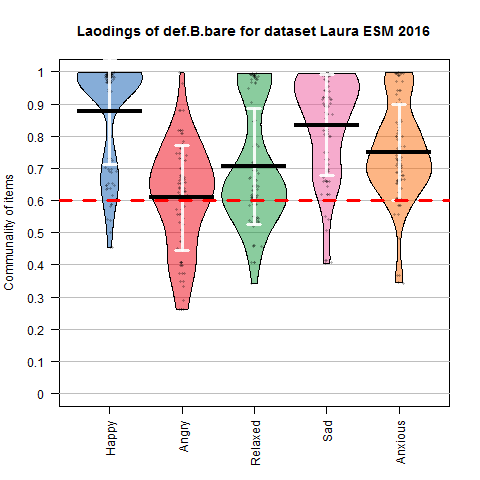 Laodings of def.B.bare for dataset Laura ESM 2016
Communality of items
1
0.9
0.8
0.7
0.6
0.5
0.4
0.3
0.2
0.1
0
Happy
Angry
Relaxed
Sad
Anxious